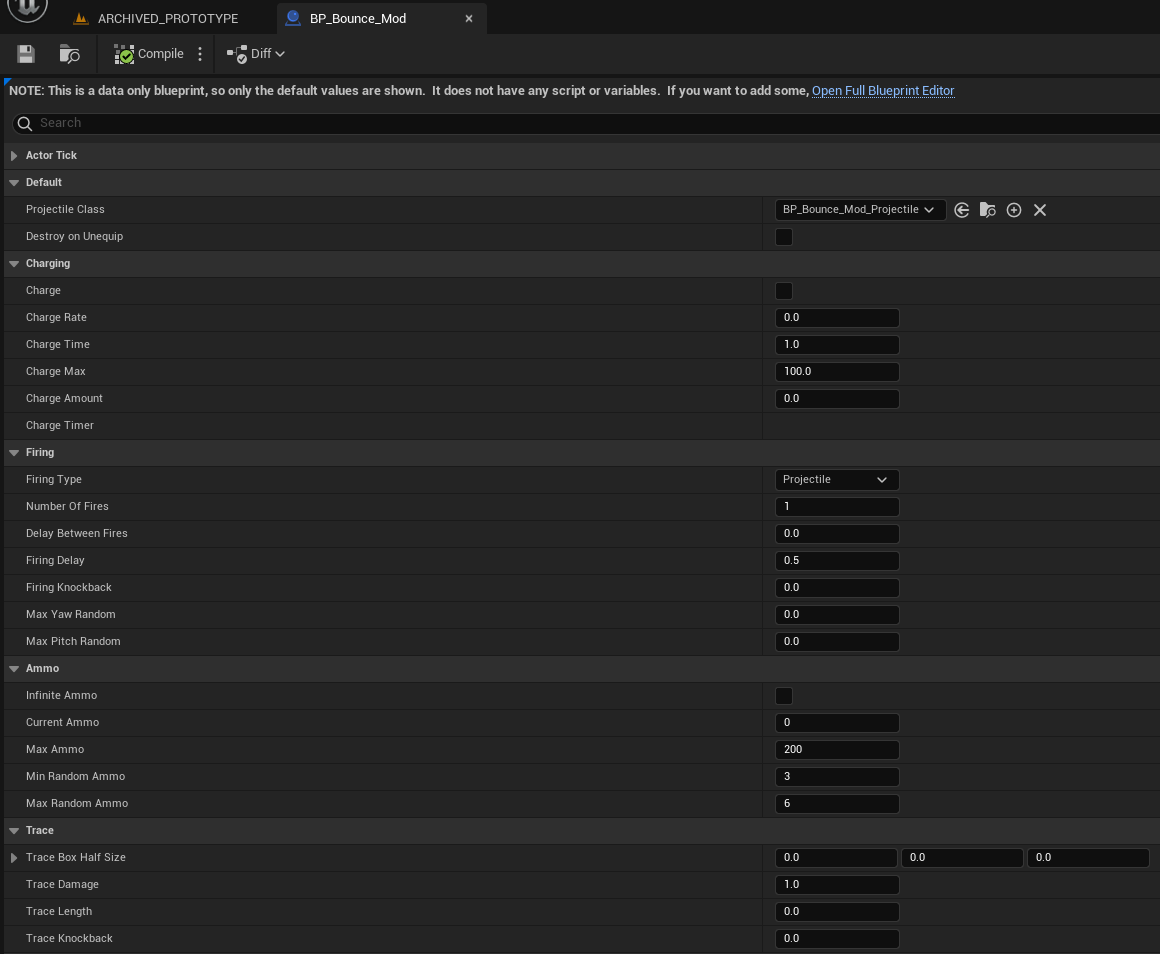 ARCHIVED_PROTOTYPE BP_Bounce_Mod
Compile Diff
NOTE: This is a data only blueprint, so only the default values are shown.  It does not have any script or variables.  If you want to add some, Open Full Blueprint Editor
Search
Actor Tick
Default
Projectile Class BP_Bounce_Mod_Projectile
Destroy on Unequip
Charging
Charge
Charge Rate 0.0
Charge Time 1.0
Charge Max 100.0
Charge Amount 0.0
Charge Timer
Firing
Firing Type Projectile
Number Of Fires 1
Delay Between Fires 0.0
Firing Delay 0.5
Firing Knockback 0.0
Max Yaw Random 0.0
Max Pitch Random 0.0
Ammo
Infinite Ammo
Current Ammo 0
Max Ammo 200
Min Random Ammo 3
Max Random Ammo 6
Trace
Trace Box Half Size 0.0 0.0 0.0
Trace Damage 1.0
Trace Length 0.0
Trace Knockback 0.0